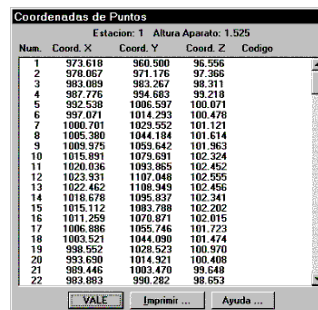 Coordenadas de Puntos
Estacion: 1 Altura Aparato: 1.525
Num. Coord. X Coord. Y Coord. Z Codigo
1 973.618 960.500 96.556
2 978.067 971.176 97.366
3 983.089 983.267 98.311
4 987.776 994.683 99.218
5 992.538 1006.597 100.071
6 997.071 1014.293 100.478
7 1000.701 1029.552 101.121
8 1005.380 1044.184 101.614
9 1009.975 1059.642 101.963
10 1015.891 1079.691 102.324
11 1020.036 1093.865 102.452
12 1023.931 1107.048 102.555
13 1022.462 1108.949 102.456
14 1018.678 1095.837 102.341
15 1015.112 1083.788 102.202
16 1011.259 1070.871 102.015
17 1006.886 1055.746 101.723
18 1003.521 1044.090 101.474
19 998.552 1028.523 100.970
20 993.690 1014.921 100.408
21 989.446 1003.470 99.648
22 983.883 990.282 98.653
VALE Imprimir ... Ayuda ...